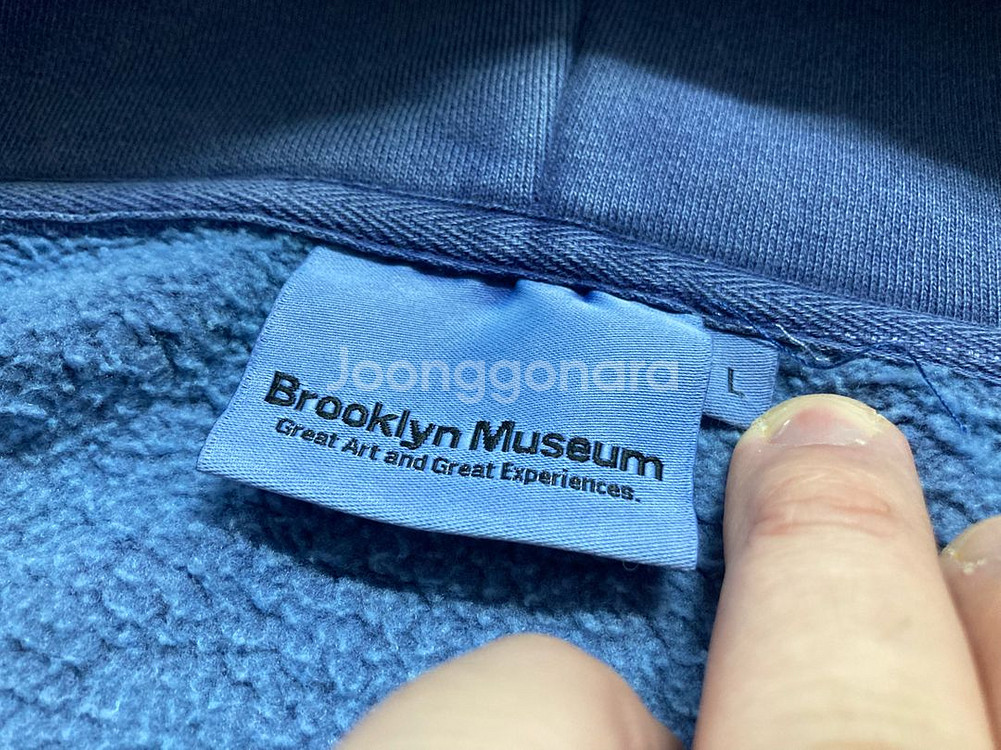 Joonggonara
L
Brooklyn Museum
Great Art and Great Experiences.